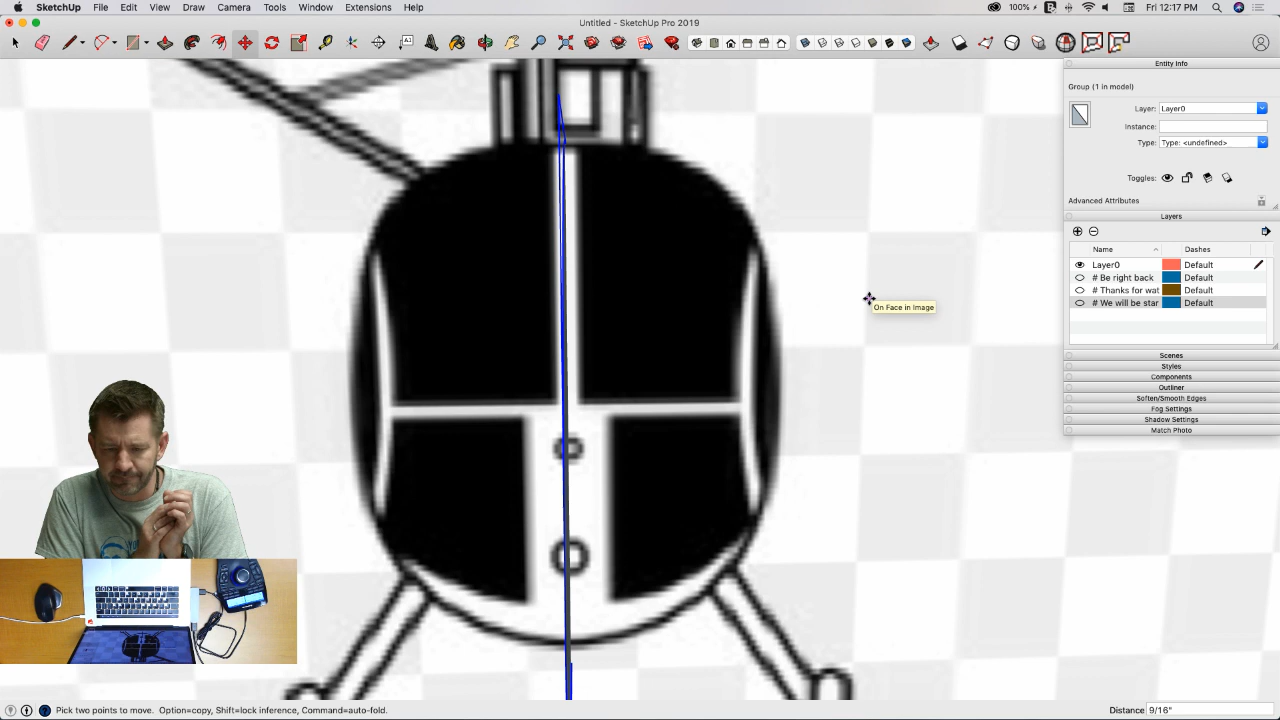 SketchUp File Edit View Draw Camera Tools Window Extensions Help 100% Fri 12:17 PM
Untitled - SketchUp Pro 2019
Entity Info
Group (1 in model)
Layer: Layer0
Instance:
Type: Type: <undefined>
Toggles:
Advanced Attributes
Layers
Name Dashes
Layer0 Default
# Be right back Default
# Thanks for wat Default
# We will be star Default
On Face in Image
Scenes
Styles
Components
Outliner
Soften/Smooth Edges
Fog Settings
Shadow Settings
Match Photo
Pick two points to move. Option=copy, Shift=lock inference, Command=auto-fold.
Distance 9/16"